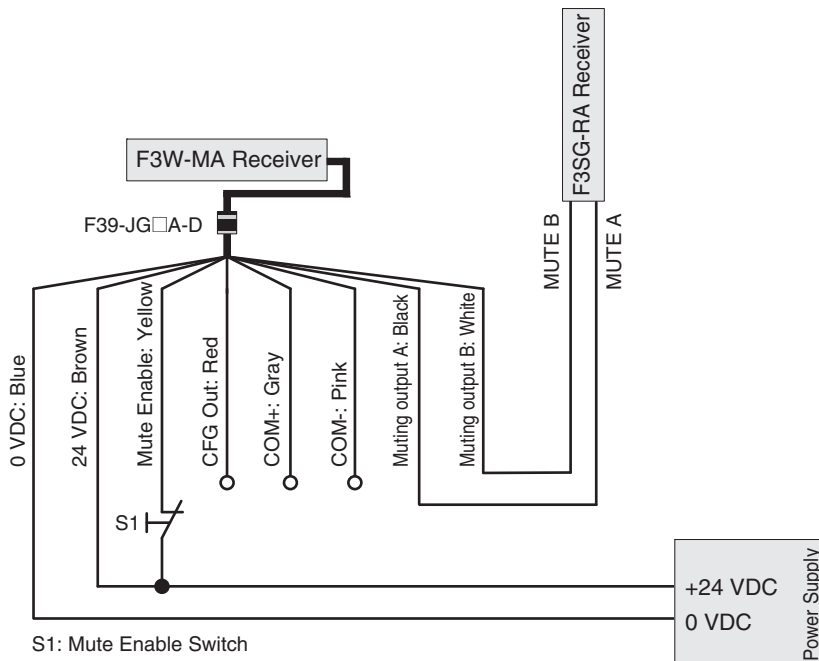 F3SG-RA Receiver
F3W-MA Receiver
F39-JG□A-D
MUTE B
MUTE A
0 VDC: Blue
24 VDC: Brown
Mute Enable: Yellow
CFG Out: Red
COM+: Gray
COM-: Pink
Muting output A: Black
Muting output B: White
S1
+24 VDC
0 VDC
Power Supply
S1: Mute Enable Switch